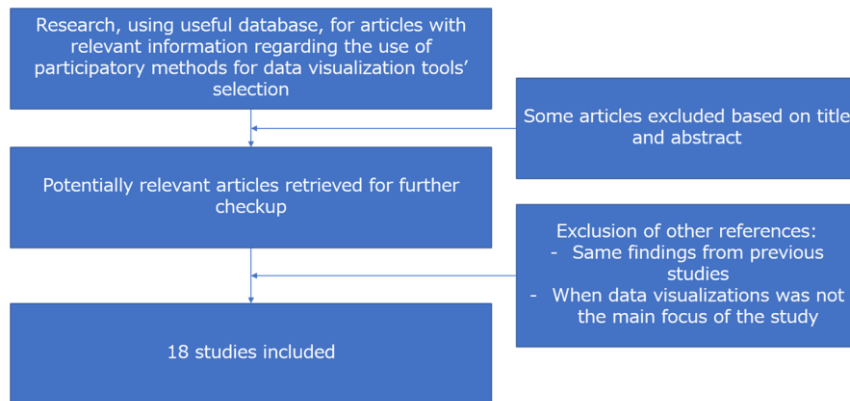 Research, using useful database, for articles with
relevant information regarding the use of
participatory methods for data visualization tools’
selection
Some articles excluded based on title
and abstract
Potentially relevant articles retrieved for further
checkup
Exclusion of other references:
- Same findings from previous
studies
- When data visualizations was not
the main focus of the study
18 studies included